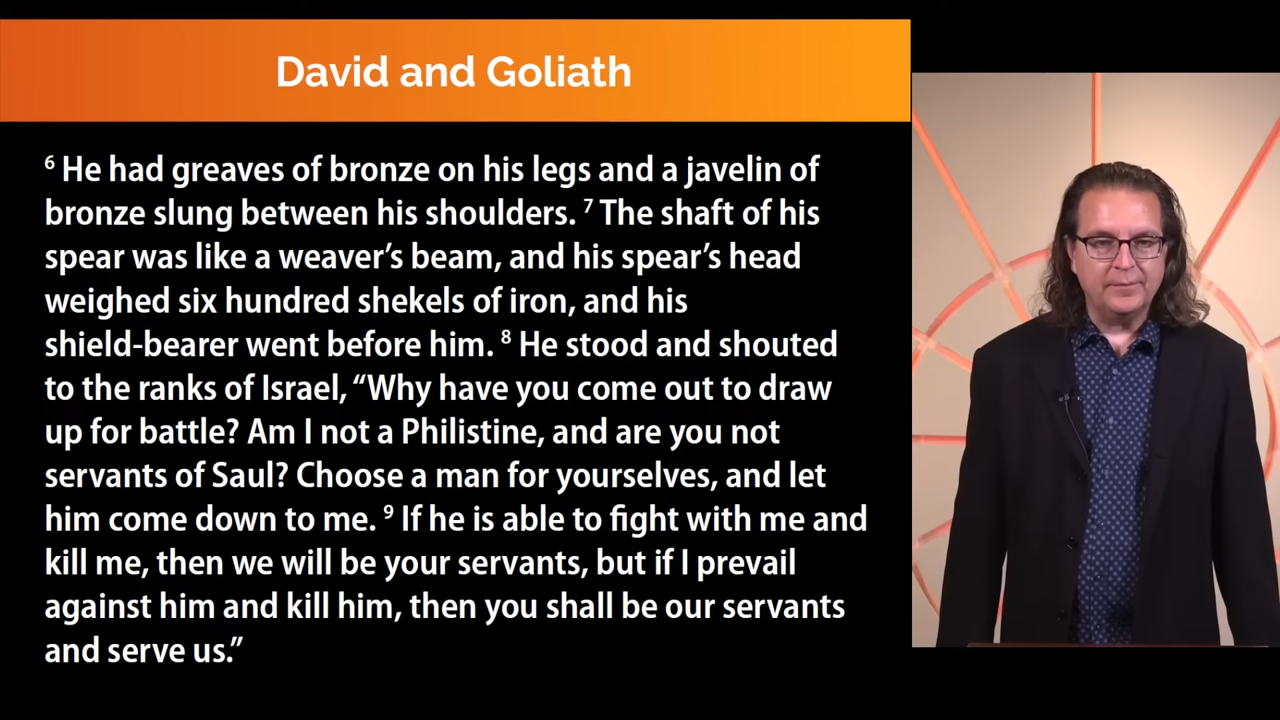 David and Goliath
⁶ He had greaves of bronze on his legs and a javelin of
bronze slung between his shoulders. ⁷ The shaft of his
spear was like a weaver’s beam, and his spear’s head
weighed six hundred shekels of iron, and his
shield-bearer went before him. ⁸ He stood and shouted
to the ranks of Israel, “Why have you come out to draw
up for battle? Am I not a Philistine, and are you not
servants of Saul? Choose a man for yourselves, and let
him come down to me. ⁹ If he is able to fight with me and
kill me, then we will be your servants, but if I prevail
against him and kill him, then you shall be our servants
and serve us.”